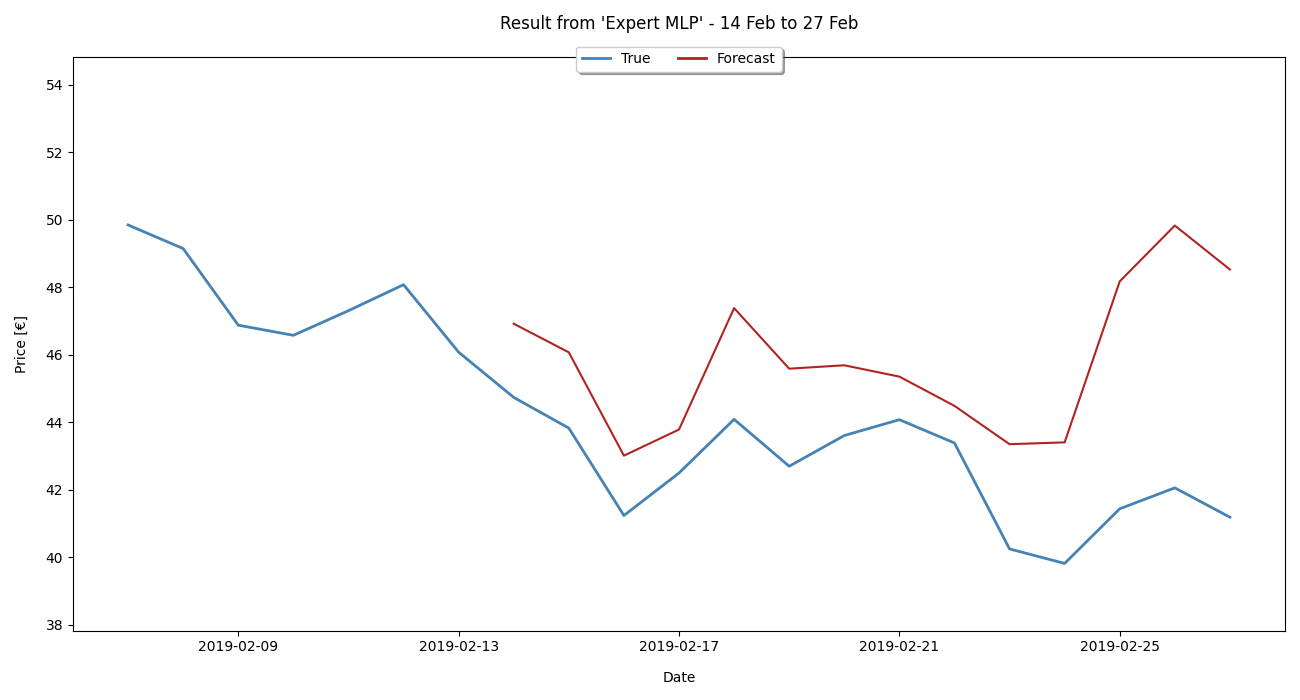 Result from 'Expert MLP' - 14 Feb to 27 Feb
True Forecast
54
52
50
48
46
44
42
40
38
Price [€]
2019-02-09 2019-02-13 2019-02-17 2019-02-21 2019-02-25
Date